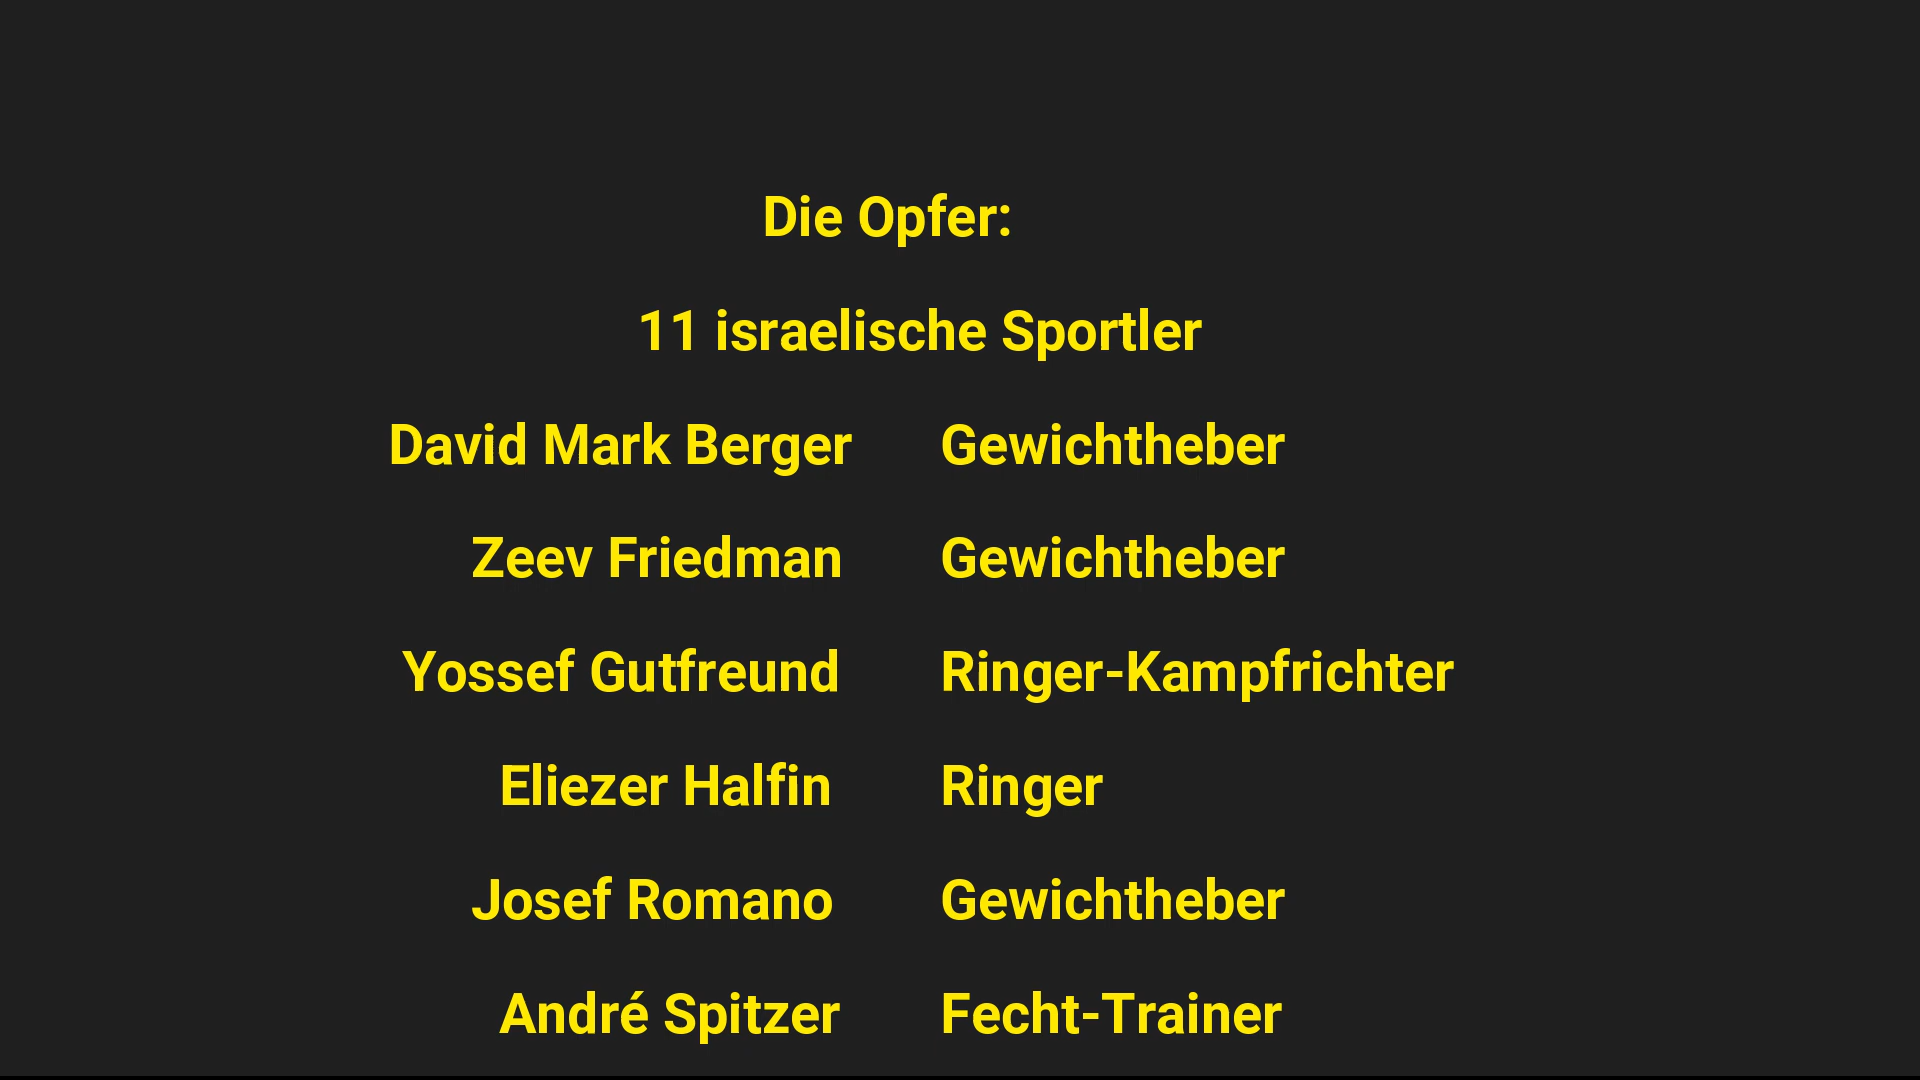 Die Opfer:
11 israelische Sportler
David Mark Berger Gewichtheber
Zeev Friedman Gewichtheber
Yossef Gutfreund Ringer-Kampfrichter
Eliezer Halfin Ringer
Josef Romano Gewichtheber
André Spitzer Fecht-Trainer